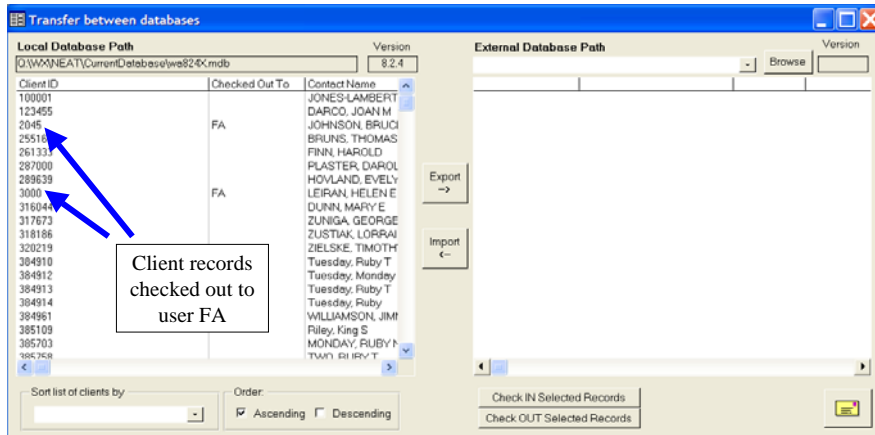 Transfer between databases
Local Database Path Version
Q:\WX\NEAT\CurrentDatabase\wa824X.mdb 8.2.4
External Database Path Version
Browse
Client ID Checked Out To Contact Name
100001 JONES-LAMBERT
123455 DARCO, JOAN M
2045 FA JOHNSON, BRUC
2551 BRUNS, THOMAS
261333 FINN, HAROLD
287000 PLASTER, DAROL
289639 HOVLAND, EVELY
3000 FA LEIRAN, HELEN E
316044 DUNN, MARY E
317673 ZUNIGA, GEORGE
318186 ZUSTIAK, LORRAI
320219 ZIELSKE, TIMOTH
384910 Tuesday, Ruby T
384912 Tuesday, Monday
384913 Tuesday, Ruby T
384914 Tuesday, Ruby
384961 WILLIAMSON, JIM
385109 Riley, King S
385703 MONDAY, RUBY
385758 TWO, RUBY T
Export
-->
Import
<--
Client records
checked out to
user FA
Sort list of clients by
Order:
Ascending Descending
Check IN Selected Records
Check OUT Selected Records